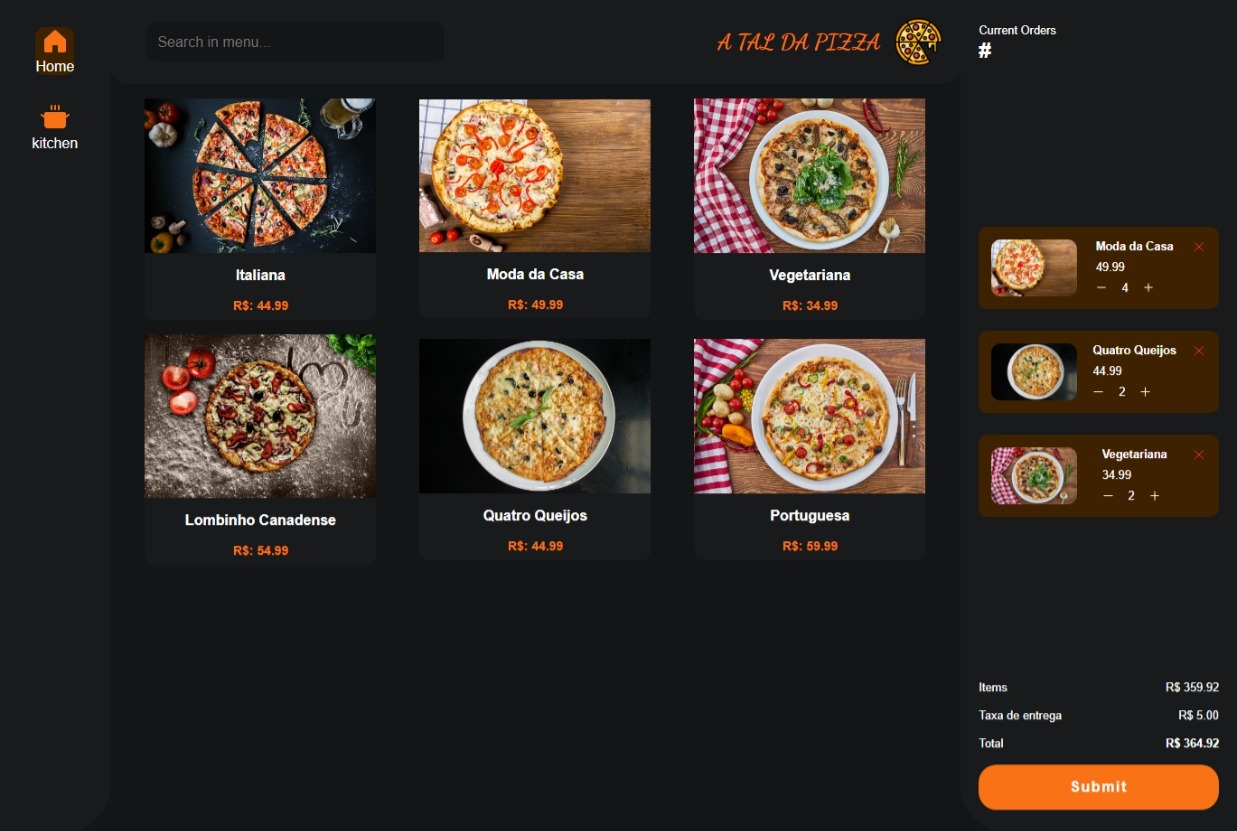 Home
kitchen
Search in menu...
A TAL DA PIZZA
Italiana
R$: 44.99
Moda da Casa
R$: 49.99
Vegetariana
R$: 34.99
Lombinho Canadense
R$: 54.99
Quatro Queijos
R$: 44.99
Portuguesa
R$: 59.99
Current Orders
#
Moda da Casa
49.99
− 4 +
Quatro Queijos
44.99
− 2 +
Vegetariana
34.99
− 2 +
Items R$ 359.92
Taxa de entrega R$ 5.00
Total R$ 364.92
Submit